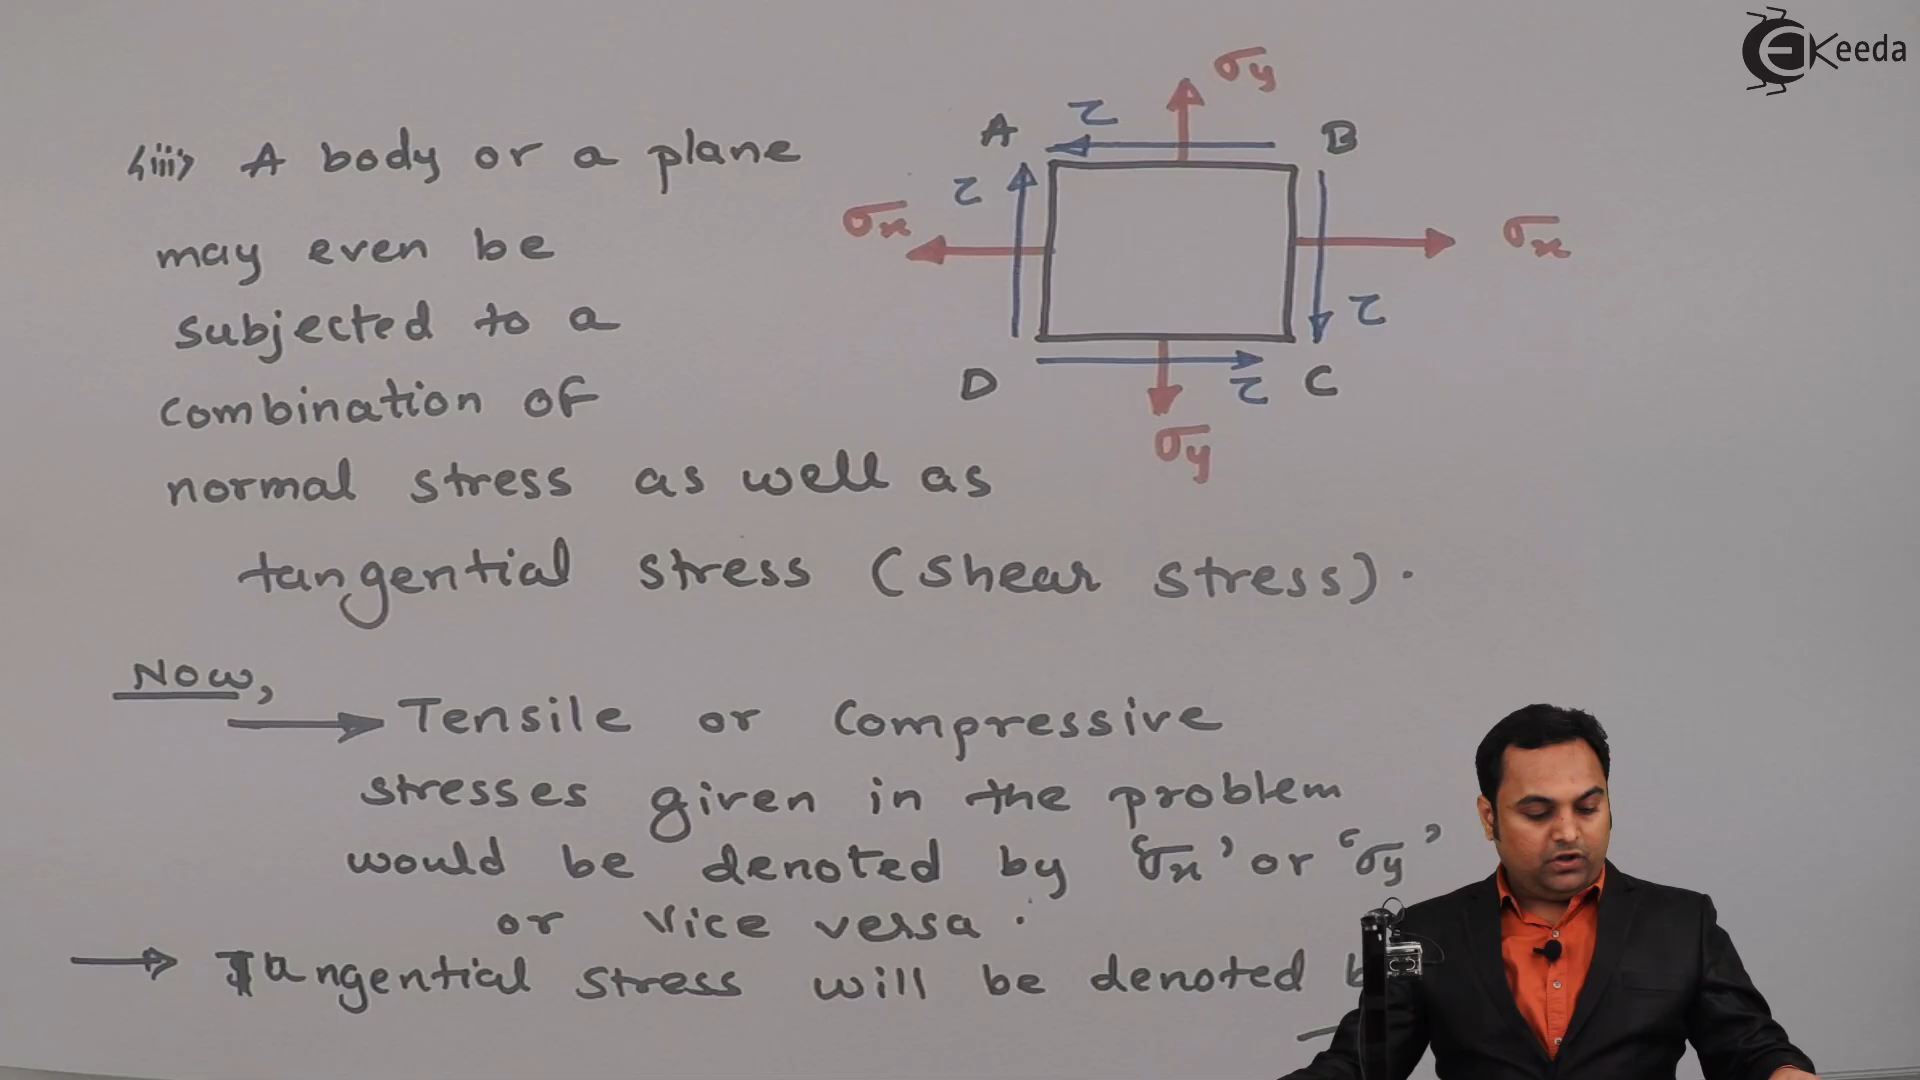 EKeeda
(iii) A body or a plane
may even be
subjected to a
combination of
normal stress as well as
tangential stress (shear stress).
σy
τ
A
B
τ
σx
σx
τ
D
τ
C
σy
Now,
→ Tensile or compressive
stresses given in the problem
would be denoted by 'σx' or 'σy'
or vice versa.
→ Tangential stress will be denoted